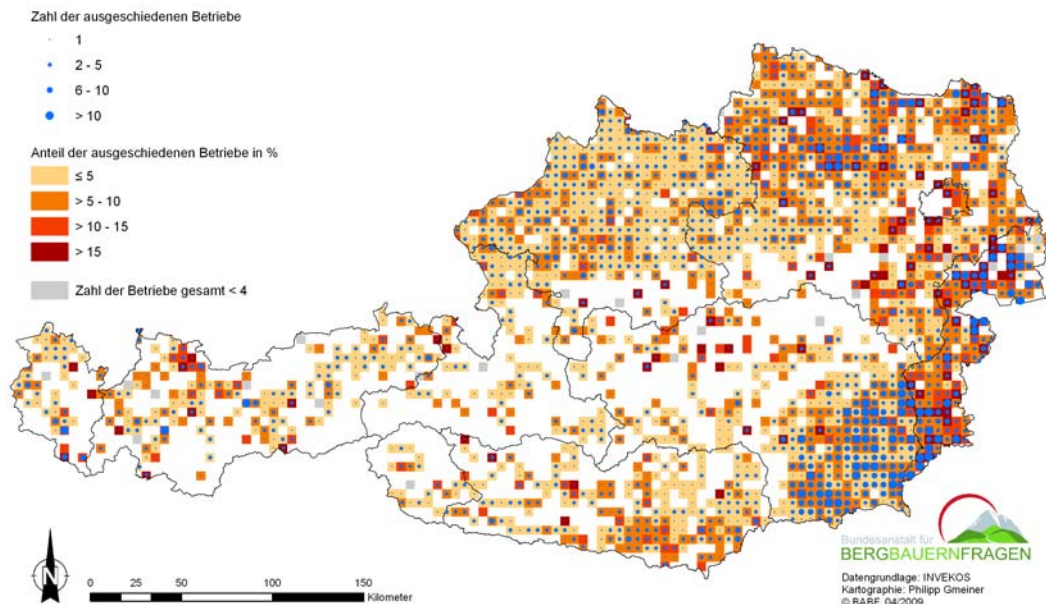 Zahl der ausgeschiedenen Betriebe
1
2 - 5
6 - 10
> 10
Anteil der ausgeschiedenen Betriebe in %
≤ 5
> 5 - 10
> 10 - 15
> 15
Zahl der Betriebe gesamt < 4
N
0 25 50 100 150
Kilometer
Bundesanstalt für
BERGBAUERNFRAGEN
Datengrundlage: INVEKOS
Kartographie: Philipp Gmeiner
© BABF, 04/2009